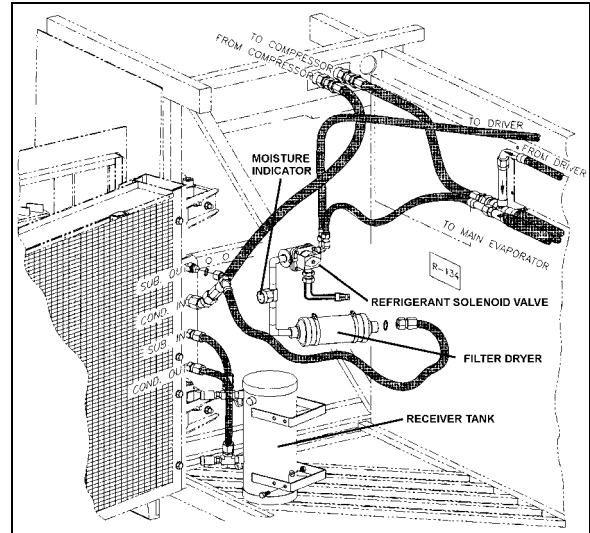 TO COMPRESSOR
FROM COMPRESSOR
TO DRIVER
FROM DRIVER
MOISTURE
INDICATOR
TO MAIN EVAPORATOR
SUB. OUT
R-134
COND. IN
REFRIGERANT SOLENOID VALVE
SUB. IN
FILTER DRYER
COND. OUT
RECEIVER TANK